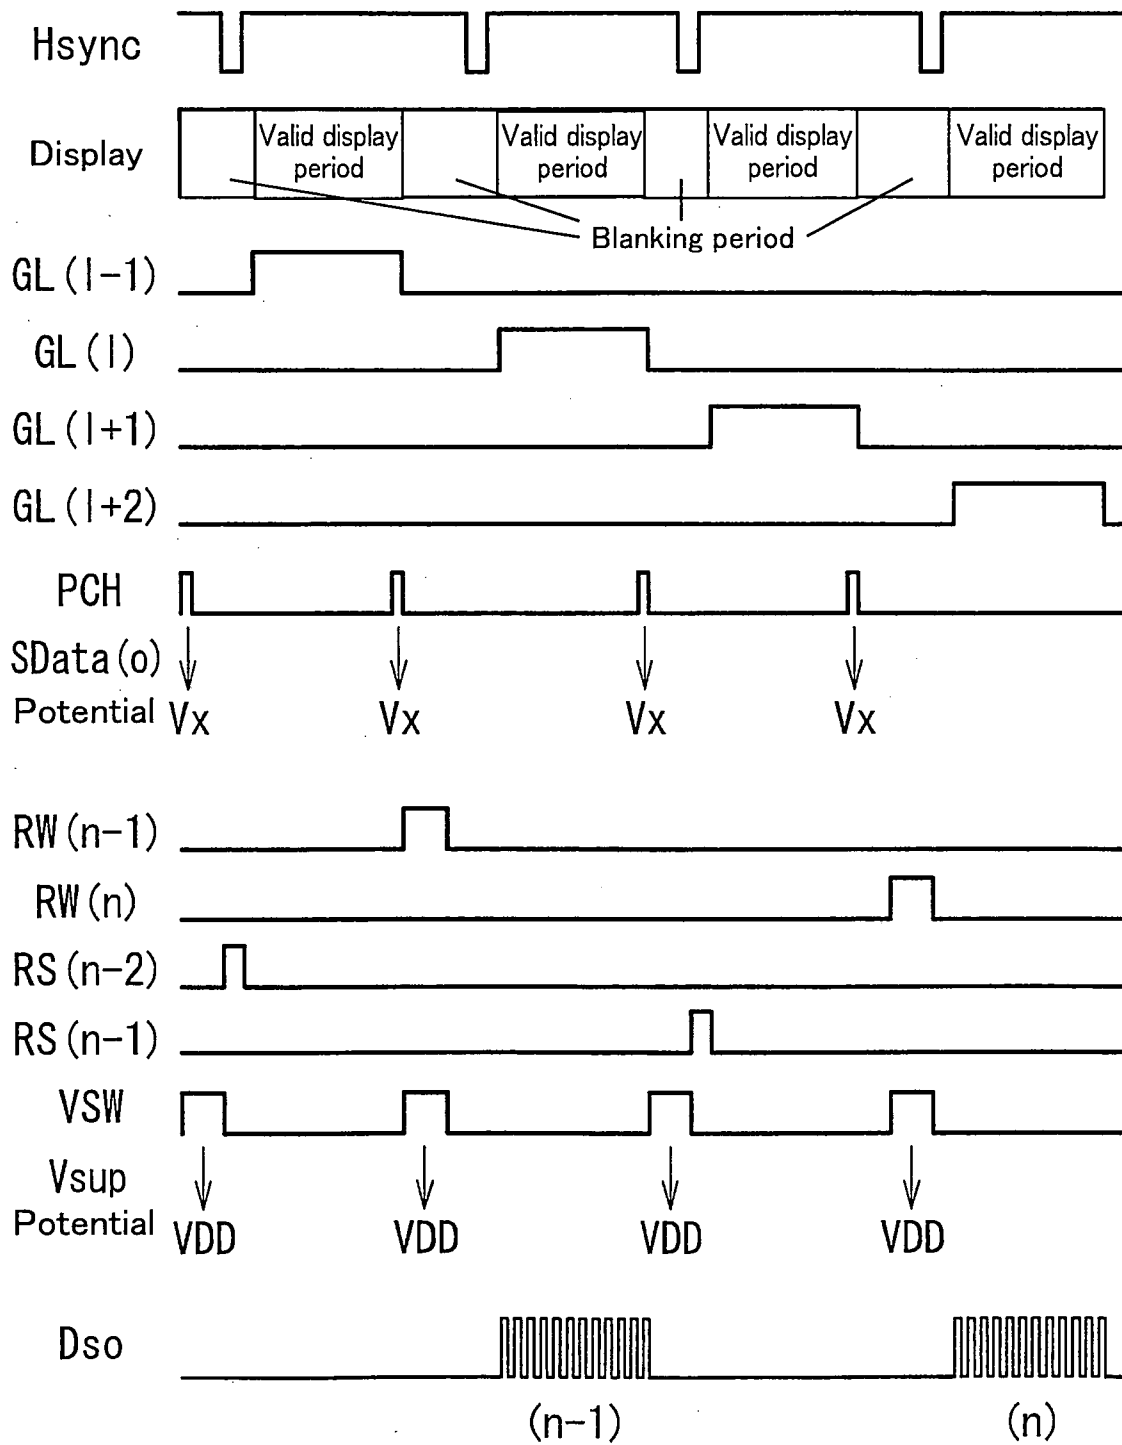 Hsync
Display
Valid display period
Valid display period
Valid display period
Valid display period
Blanking period
GL(l-1)
GL(l)
GL(l+1)
GL(l+2)
PCH
SData(o)
Potential Vx Vx Vx Vx
RW(n-1)
RW(n)
RS(n-2)
RS(n-1)
VSW
Vsup
Potential VDD VDD VDD VDD
Dso
(n-1) (n)